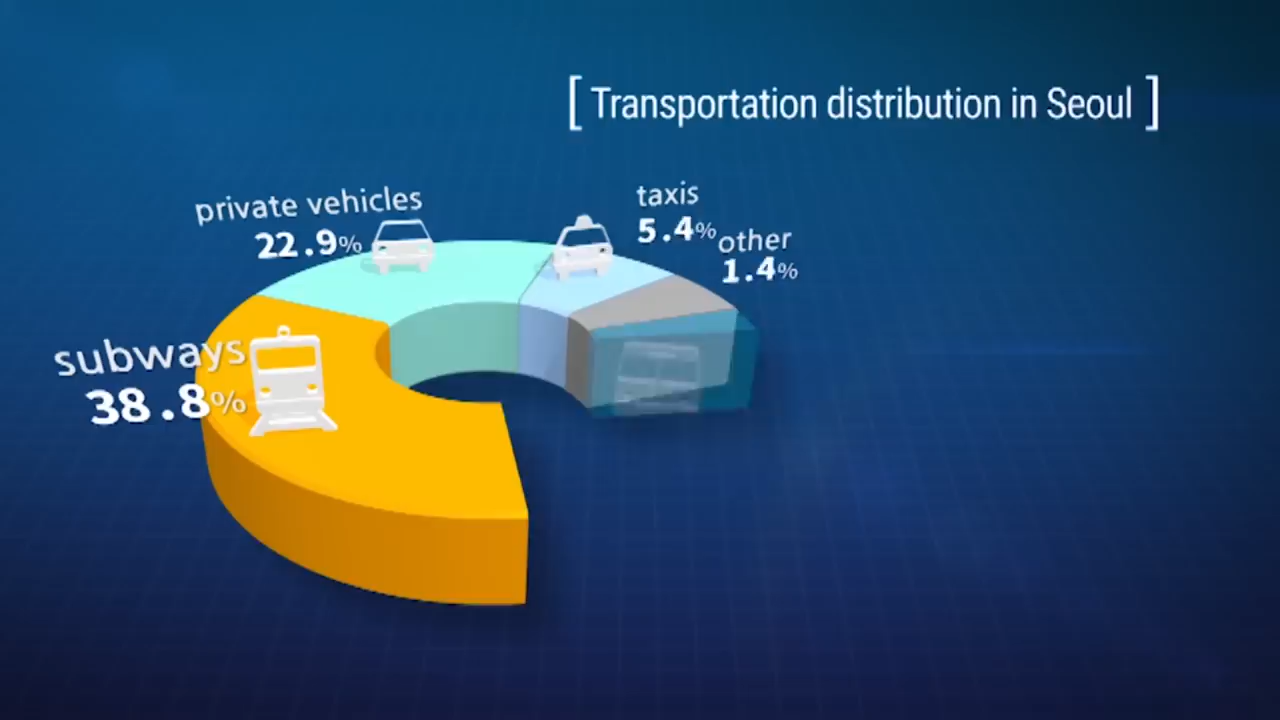 [ Transportation distribution in Seoul ]
private vehicles
22.9%
taxis
5.4%
other
1.4%
subways
38.8%